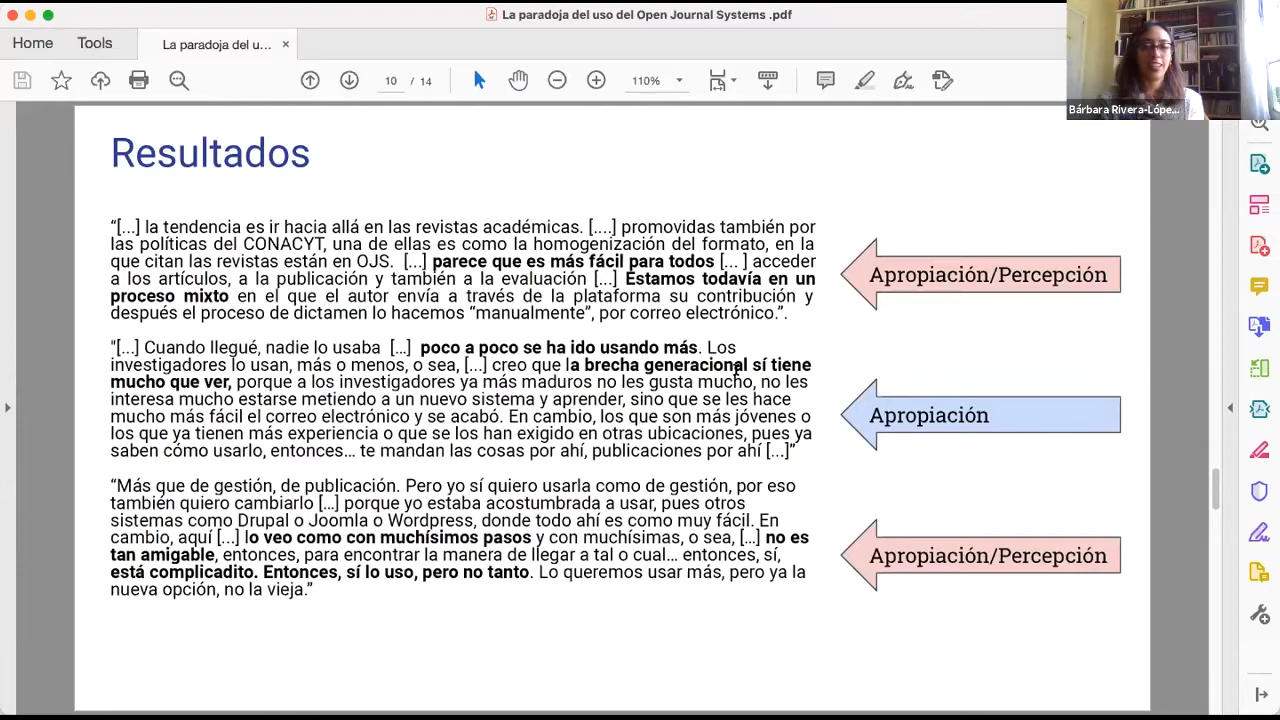 La paradoja del uso del Open Journal Systems .pdf
Home
Tools
La paradoja del u...
×
10 / 14
110%
Bárbara Rivera-Lópe...
Resultados
“[...] la tendencia es ir hacia allá en las revistas académicas. [....] promovidas también por
las políticas del CONACYT, una de ellas es como la homogenización del formato, en la
que citan las revistas están en OJS. [...] parece que es más fácil para todos [... ] acceder
a los artículos, a la publicación y también a la evaluación [...] Estamos todavía en un
proceso mixto en el que el autor envía a través de la plataforma su contribución y
después el proceso de dictamen lo hacemos “manualmente”, por correo electrónico.”.
Apropiación/Percepción
"[...] Cuando llegué, nadie lo usaba [...] poco a poco se ha ido usando más. Los
investigadores lo usan, más o menos, o sea, [...] creo que la brecha generacional sí tiene
mucho que ver, porque a los investigadores ya más maduros no les gusta mucho, no les
interesa mucho estarse metiendo a un nuevo sistema y aprender, sino que se les hace
mucho más fácil el correo electrónico y se acabó. En cambio, los que son más jóvenes o
los que ya tienen más experiencia o que se los han exigido en otras ubicaciones, pues ya
saben cómo usarlo, entonces… te mandan las cosas por ahí, publicaciones por ahí [...]”
Apropiación
“Más que de gestión, de publicación. Pero yo sí quiero usarla como de gestión, por eso
también quiero cambiarlo [...] porque yo estaba acostumbrada a usar, pues otros
sistemas como Drupal o Joomla o Wordpress, donde todo ahí es como muy fácil. En
cambio, aquí [...] lo veo como con muchísimos pasos y con muchísimas, o sea, [...] no es
tan amigable, entonces, para encontrar la manera de llegar a tal o cual… entonces, sí,
está complicadito. Entonces, sí lo uso, pero no tanto. Lo queremos usar más, pero ya la
nueva opción, no la vieja.”
Apropiación/Percepción